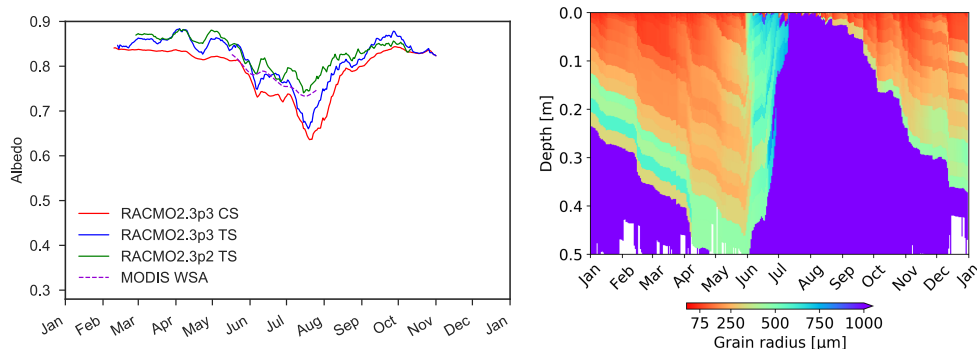 0.9
0.8
0.7
0.6
0.5
0.4
0.3
Albedo
RACMO2.3p3 CS
RACMO2.3p3 TS
RACMO2.3p2 TS
MODIS WSA
Jan Feb Mar Apr May Jun Jul Aug Sep Oct Nov Dec Jan
0.0
0.1
0.2
0.3
0.4
0.5
Depth [m]
Jan Feb Mar Apr May Jun Jul Aug Sep Oct Nov Dec Jan
75 250 500 750 1000
Grain radius [μm]